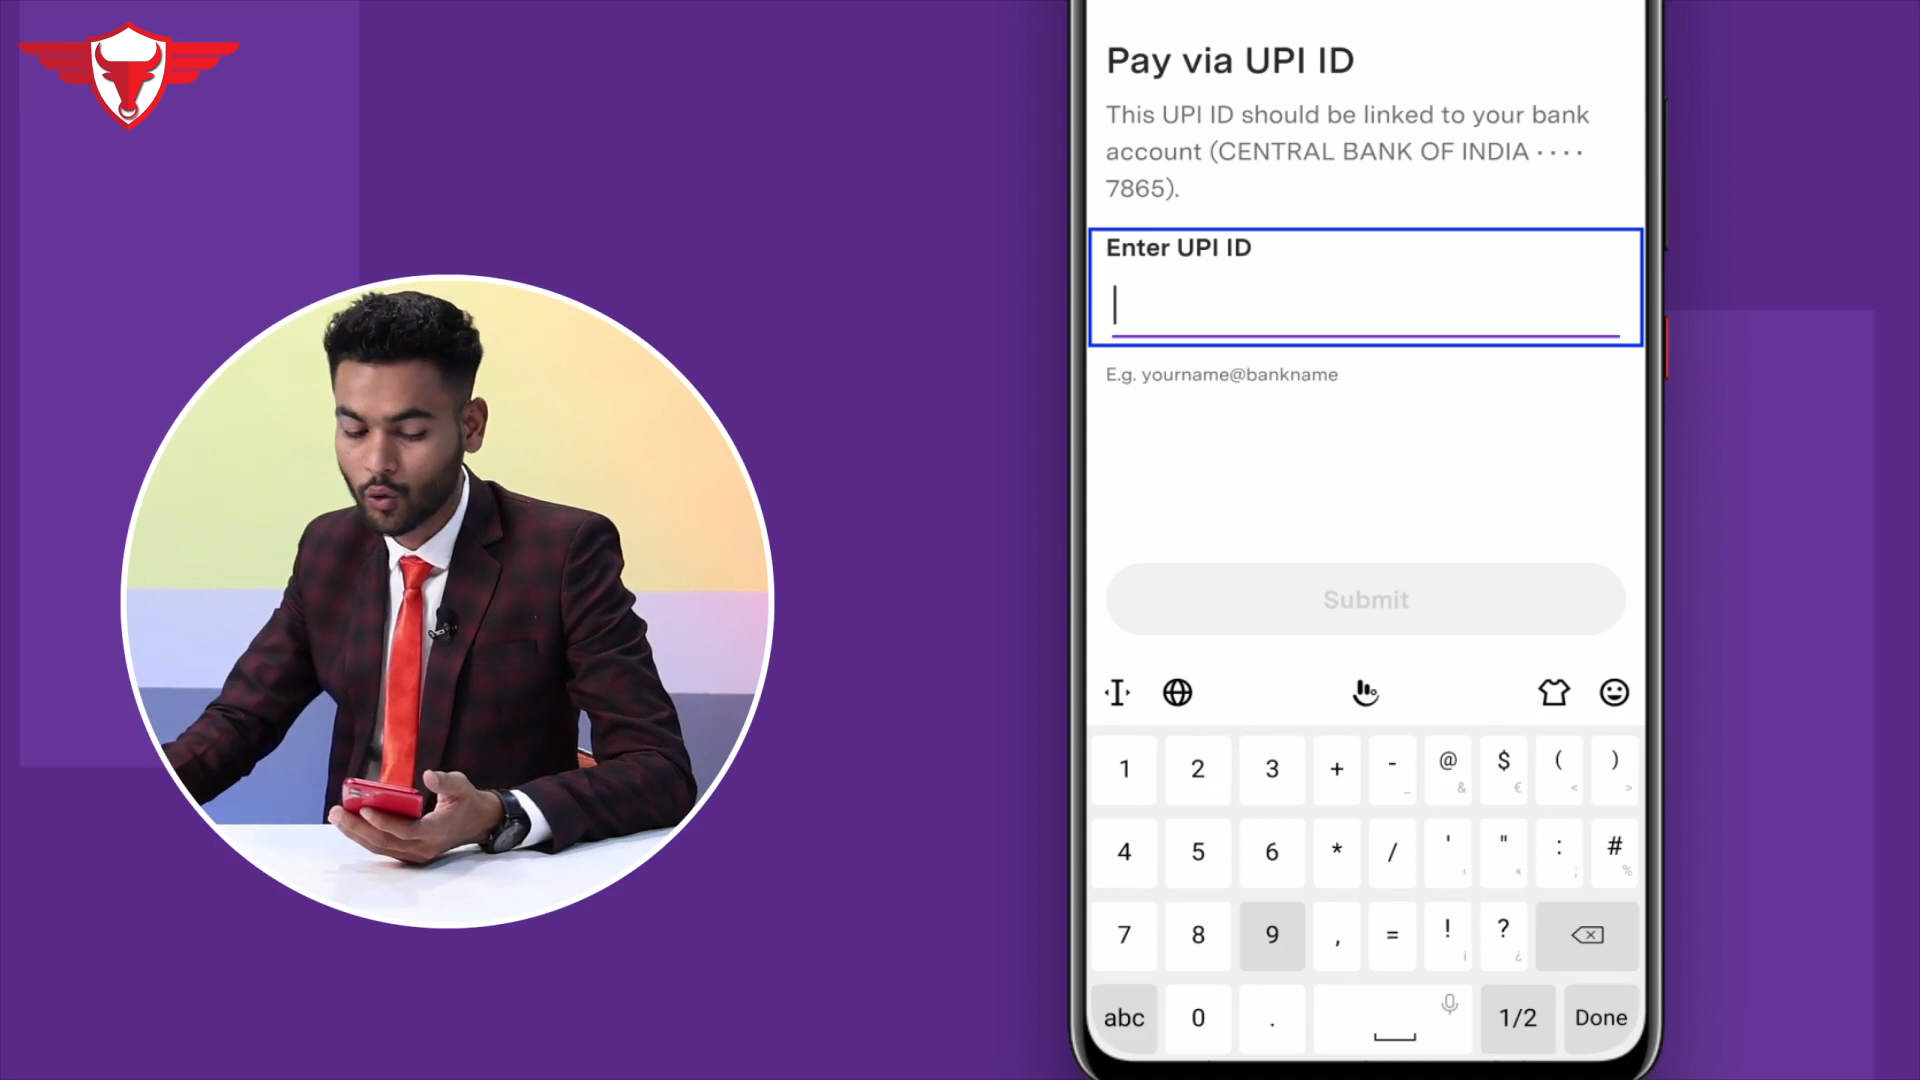 Pay via UPI ID
This UPI ID should be linked to your bank
account (CENTRAL BANK OF INDIA ····
7865).
Enter UPI ID
E.g. yourname@bankname
Submit
1 2 3 + - _ @ & $ € ( < ) >
4 5 6 * / ' ‹ " « : ; # %
7 8 9 , = ! ¡ ? ¿
abc 0 . 1/2 Done